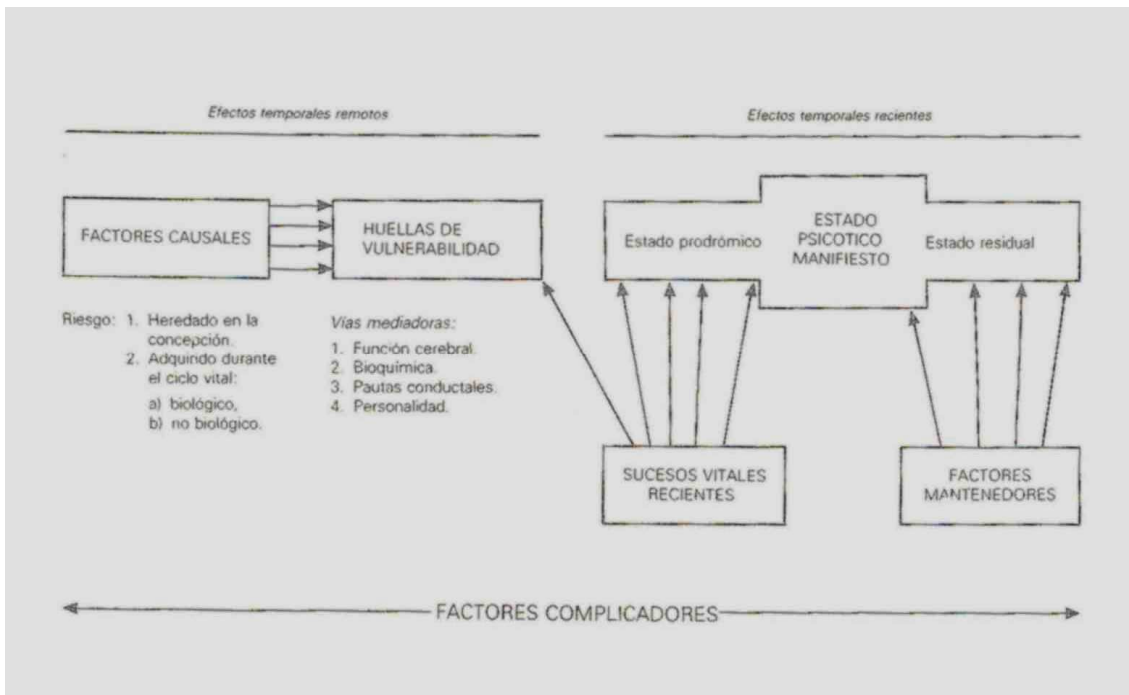 Efectos temporales remotos
Efectos temporales recientes
FACTORES CAUSALES
HUELLAS DE
VULNERABILIDAD
Estado prodrómico
ESTADO
PSICOTICO
MANIFIESTO
Estado residual
Riesgo: 1. Heredado en la
concepción.
2. Adquirido durante
el ciclo vital:
a) biológico,
b) no biológico.
Vías mediadoras:
1. Función cerebral.
2. Bioquímica.
3. Pautas conductales.
4. Personalidad.
SUCESOS VITALES
RECIENTES
FACTORES
MANTENEDORES
FACTORES COMPLICADORES